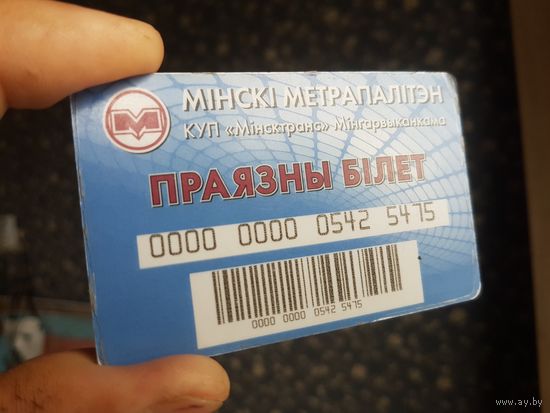 МІНСКІ МЕТРАПАЛІТЭН
КУП «Мінсктранс» Мінгарвыканкама
ПРАЯЗНЫ БІЛЕТ
0000 0000 0542 5475
0000 0000 0542 5475
www.ay.by